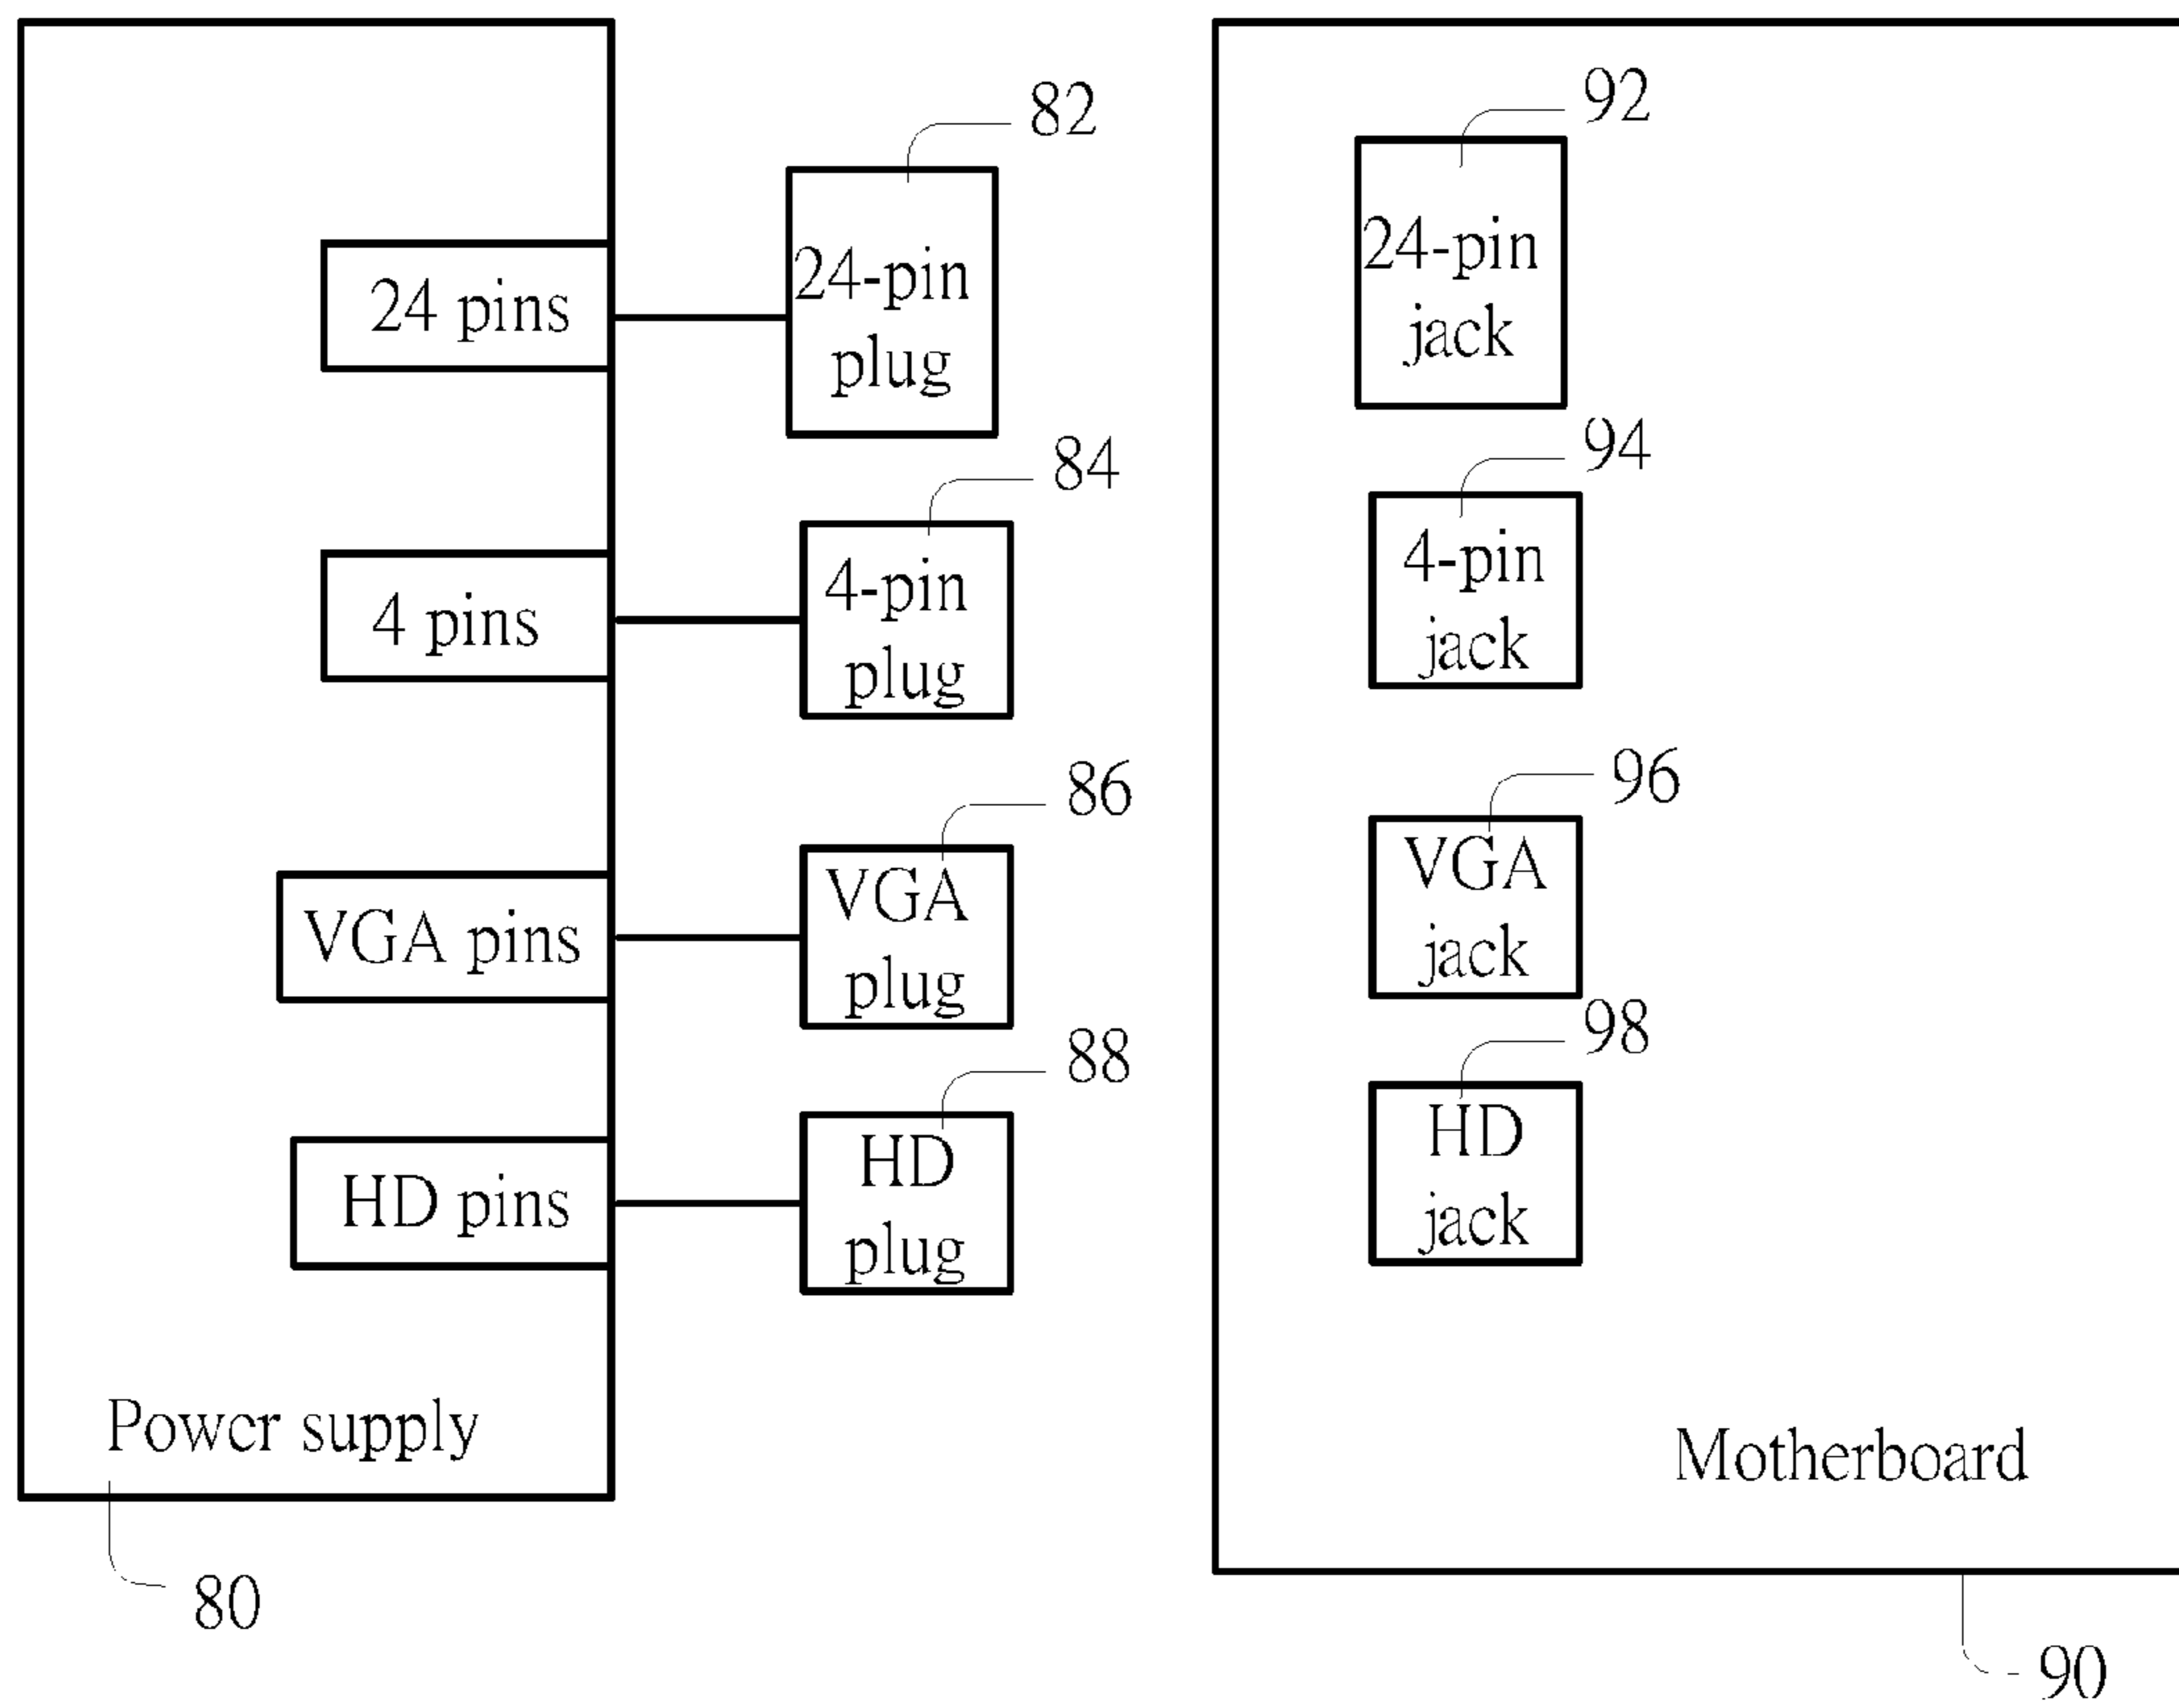 82
24-pin
plug
24 pins
84
4-pin
plug
4 pins
86
VGA
plug
VGA pins
88
HD
plug
HD pins
Power supply
80
92
24-pin
jack
94
4-pin
jack
96
VGA
jack
98
HD
jack
Motherboard
90